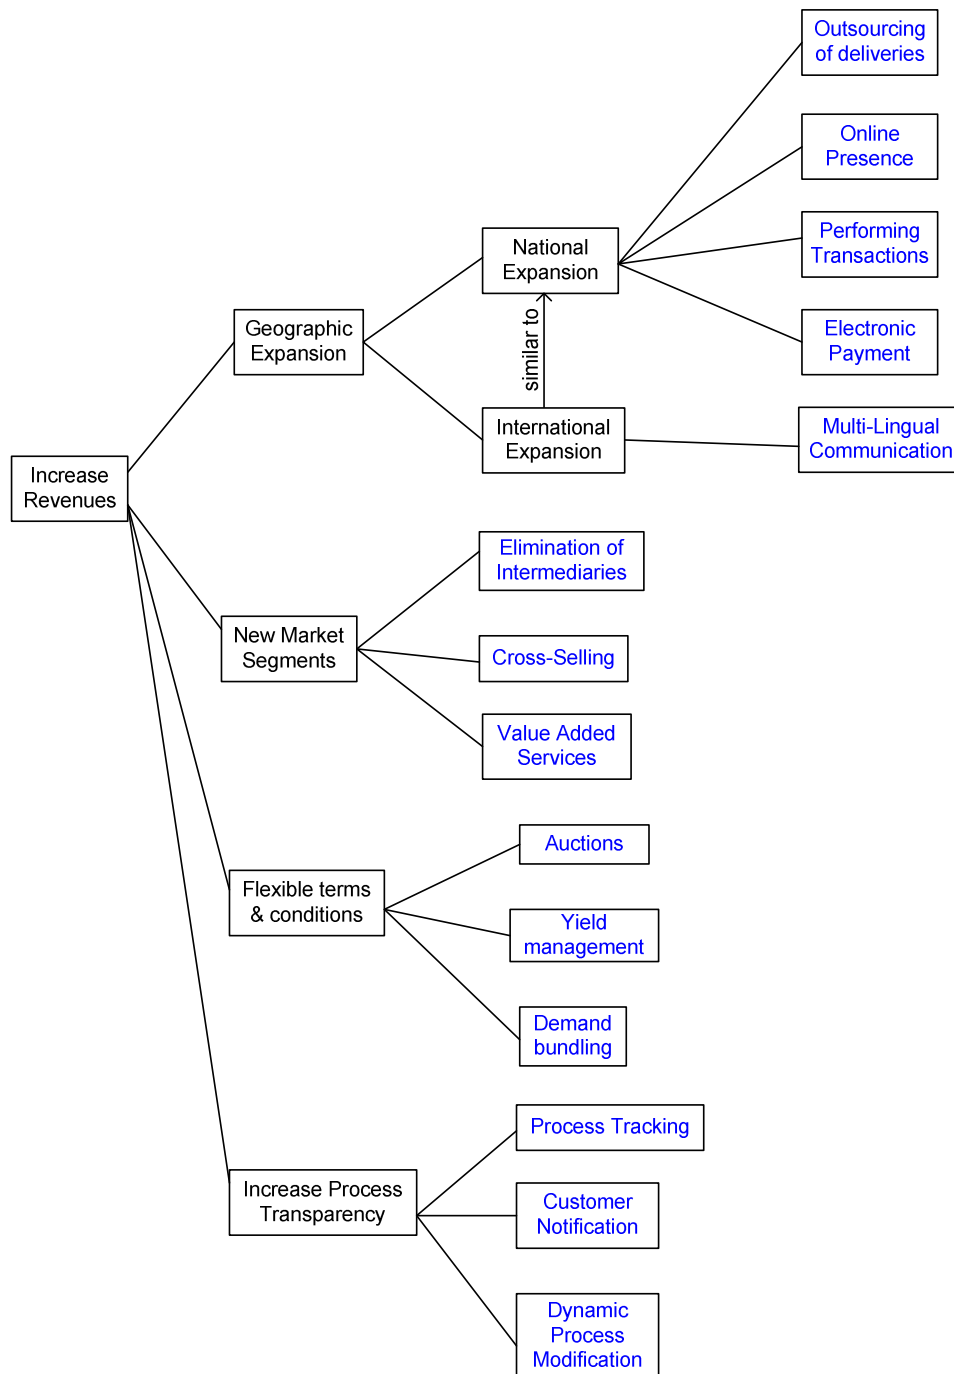 Outsourcing
of deliveries
Online
Presence
Performing
Transactions
Electronic
Payment
Multi-Lingual
Communication
National
Expansion
similar to
International
Expansion
Geographic
Expansion
Increase
Revenues
Elimination of
Intermediaries
New Market
Segments
Cross-Selling
Value Added
Services
Auctions
Flexible terms
& conditions
Yield
management
Demand
bundling
Process Tracking
Increase Process
Transparency
Customer
Notification
Dynamic
Process
Modification